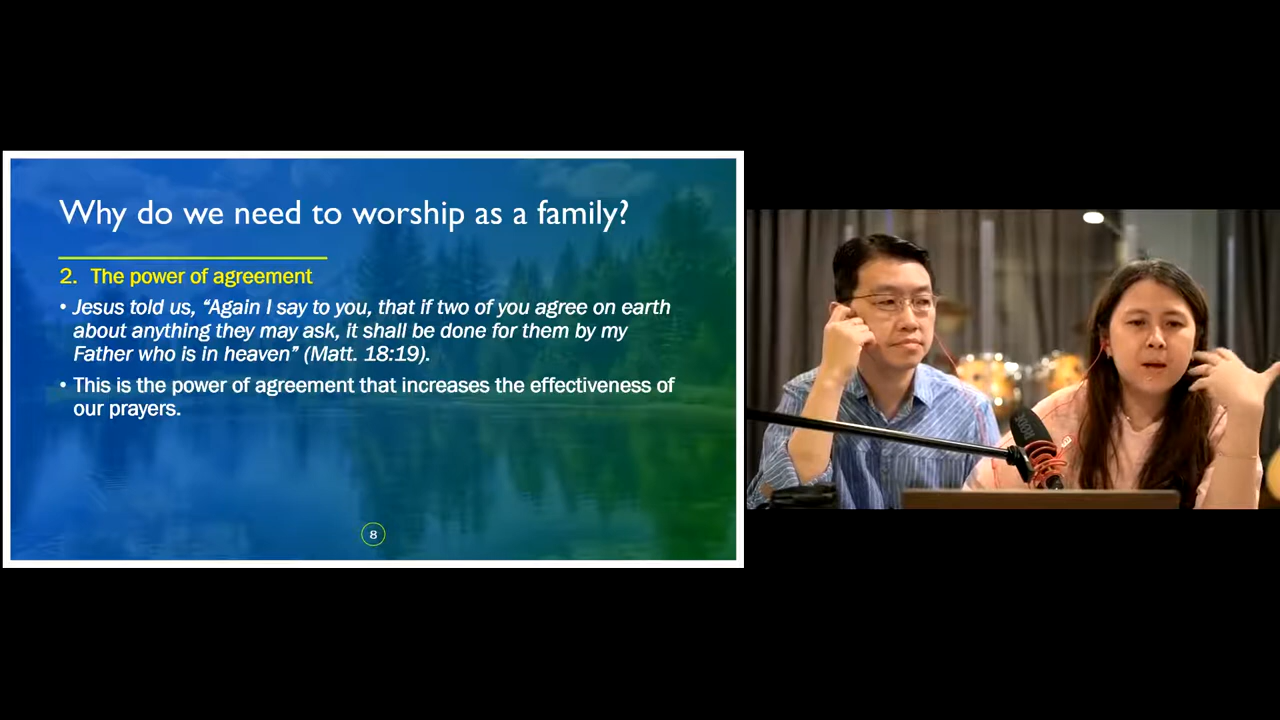 Why do we need to worship as a family?
2. The power of agreement
• Jesus told us, “Again I say to you, that if two of you agree on earth
about anything they may ask, it shall be done for them by my
Father who is in heaven” (Matt. 18:19).
• This is the power of agreement that increases the effectiveness of
our prayers.
8